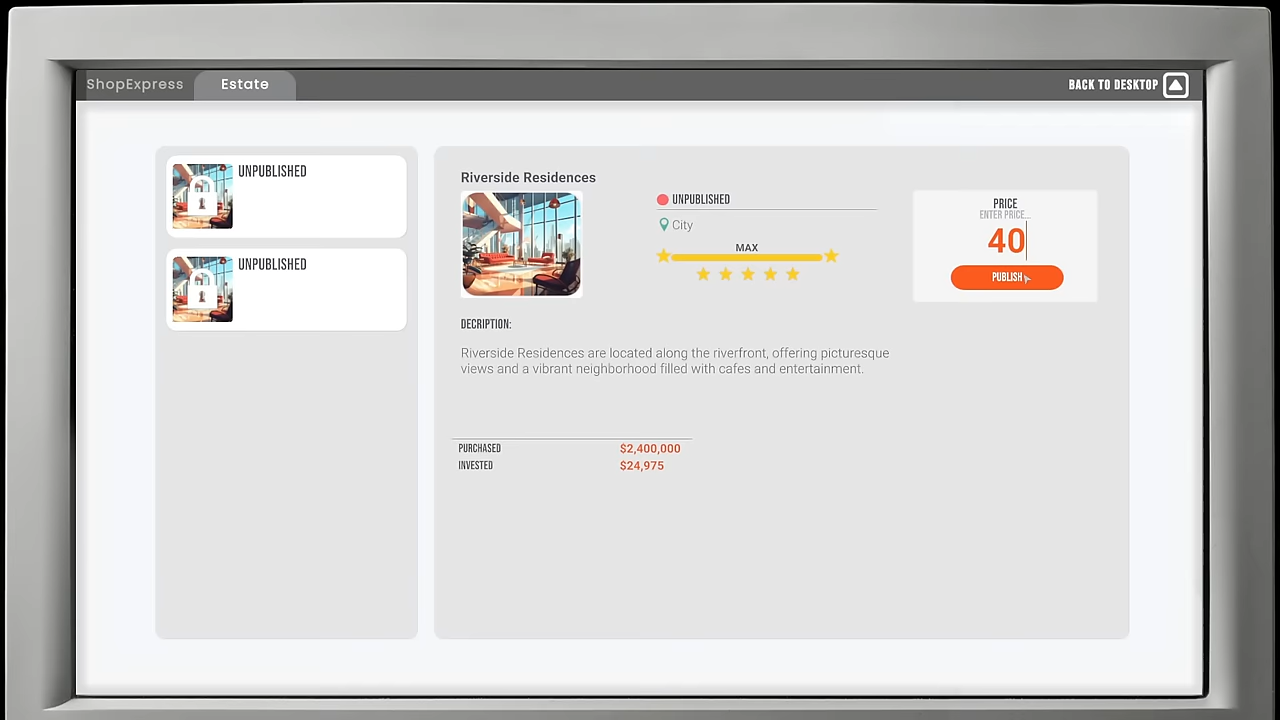 ShopExpress
Estate
BACK TO DESKTOP
UNPUBLISHED
UNPUBLISHED
Riverside Residences
UNPUBLISHED
City
MAX
PRICE
ENTER PRICE...
40
PUBLISH
DECRIPTION:
Riverside Residences are located along the riverfront, offering picturesque
views and a vibrant neighborhood filled with cafes and entertainment.
PURCHASED $2,400,000
INVESTED $24,975